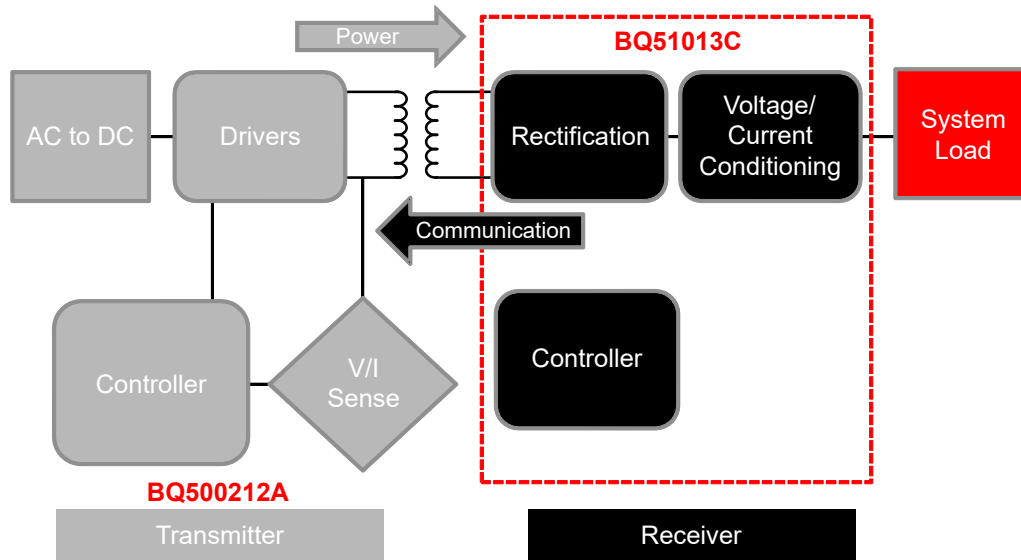 Power
BQ51013C
AC to DC
Drivers
Rectification
Voltage/
Current
Conditioning
System
Load
Communication
Controller
V/I
Sense
Controller
BQ500212A
Transmitter
Receiver